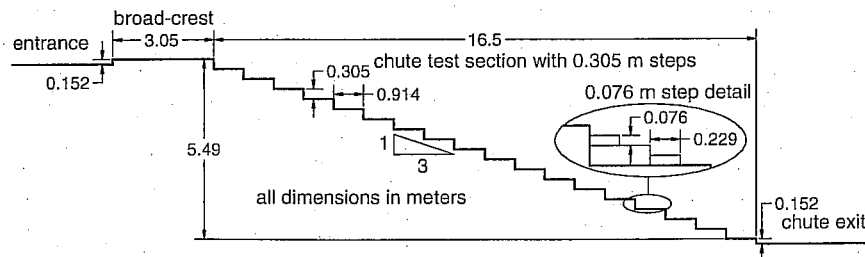 broad-crest
entrance
3.05
16.5
0.152
0.305
chute test section with 0.305 m steps
0.914
0.076 m step detail
0.076
0.229
5.49
1
3
all dimensions in meters
0.152
chute exit